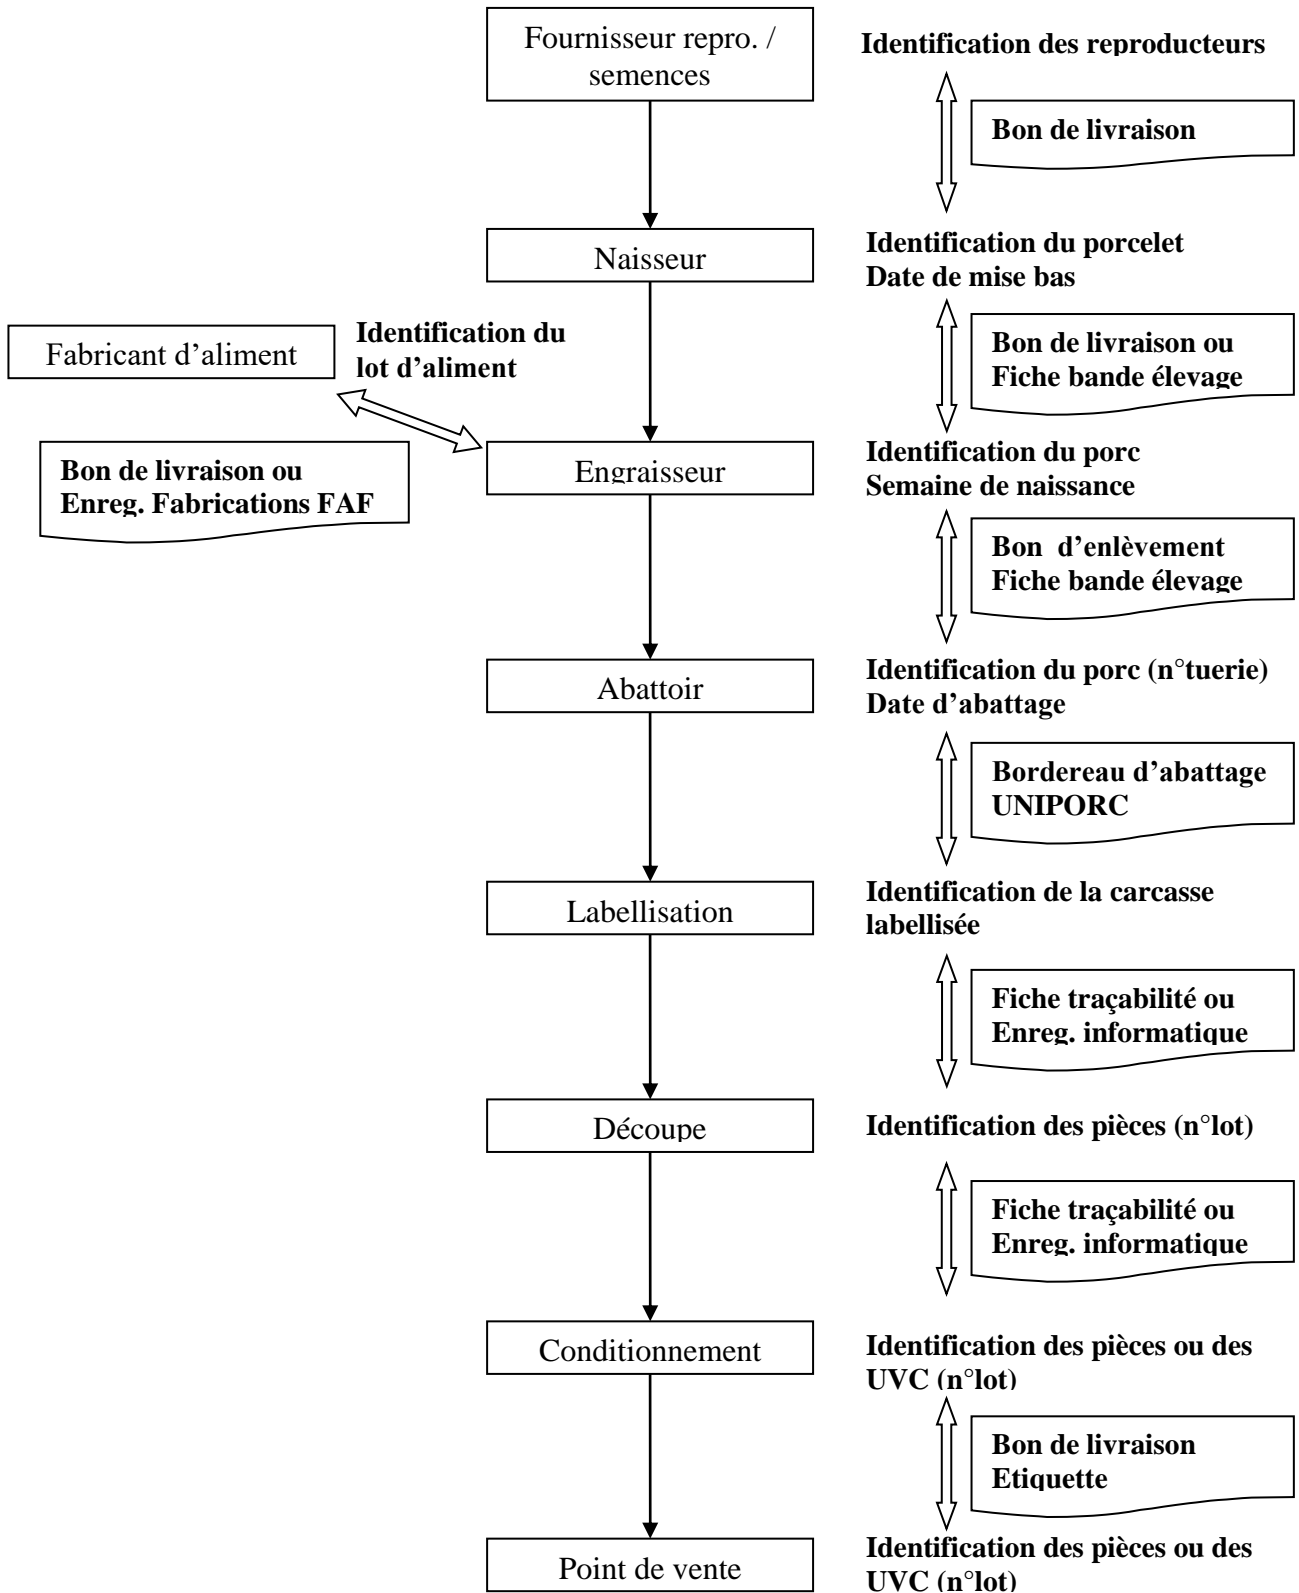 Fournisseur repro. /
semences
Identification des reproducteurs
Bon de livraison
Naisseur
Identification du porcelet
Date de mise bas
Fabricant d’aliment
Identification du
lot d’aliment
Bon de livraison ou
Fiche bande élevage
Bon de livraison ou
Enreg. Fabrications FAF
Engraisseur
Identification du porc
Semaine de naissance
Bon d’enlèvement
Fiche bande élevage
Abattoir
Identification du porc (n°tuerie)
Date d’abattage
Bordereau d’abattage
UNIPORC
Labellisation
Identification de la carcasse
labellisée
Fiche traçabilité ou
Enreg. informatique
Découpe
Identification des pièces (n°lot)
Fiche traçabilité ou
Enreg. informatique
Conditionnement
Identification des pièces ou des
UVC (n°lot)
Bon de livraison
Etiquette
Point de vente
Identification des pièces ou des
UVC (n°lot)